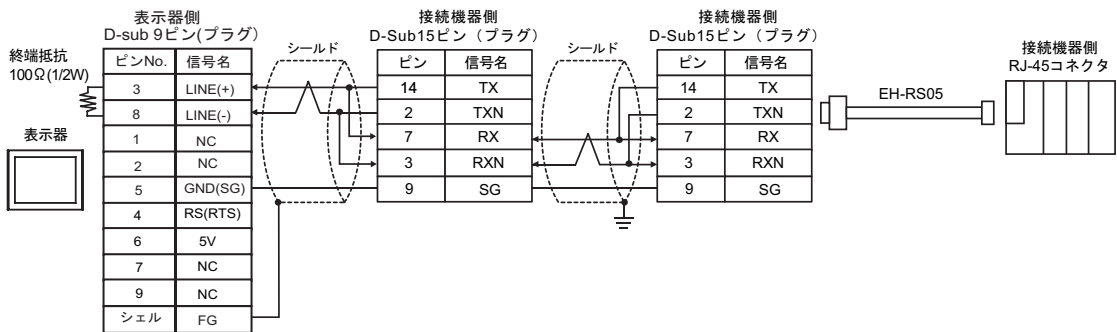 表示器側
D-sub 9ピン(プラグ)
終端抵抗
100Ω(1/2W)
表示器
ピンNo. 信号名
3 LINE(+)
8 LINE(-)
1 NC
2 NC
5 GND(SG)
4 RS(RTS)
6 5V
7 NC
9 NC
シェル FG
シールド
接続機器側
D-Sub15ピン（プラグ）
ピン 信号名
14 TX
2 TXN
7 RX
3 RXN
9 SG
シールド
接続機器側
D-Sub15ピン（プラグ）
ピン 信号名
14 TX
2 TXN
7 RX
3 RXN
9 SG
EH-RS05
接続機器側
RJ-45コネクタ